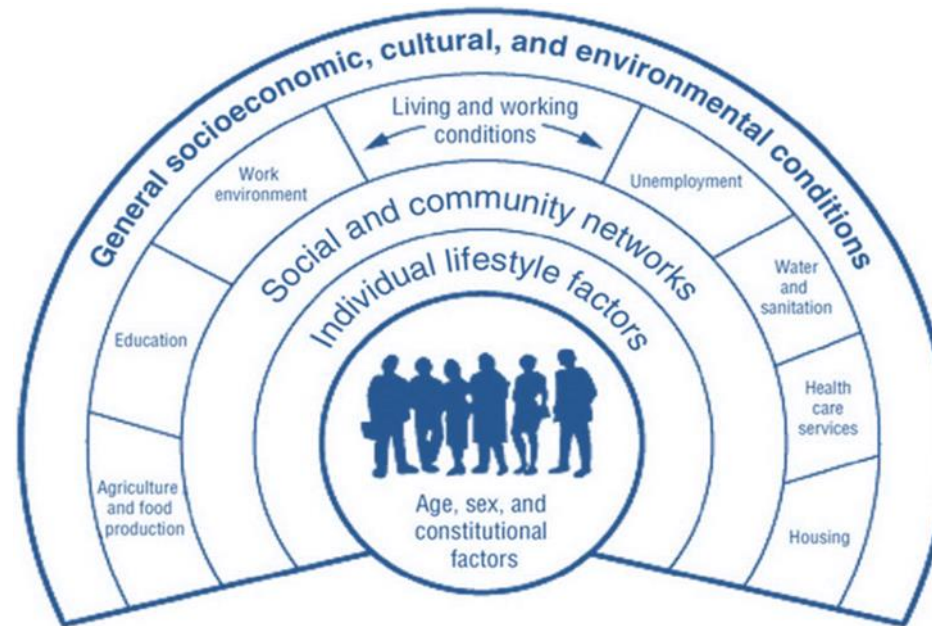 General socioeconomic, cultural, and environmental conditions
Living and working
conditions
Work
environment
Unemployment
Education
Water
and
sanitation
Agriculture
and food
production
Health
care
services
Housing
Social and community networks
Individual lifestyle factors
Age, sex, and
constitutional
factors